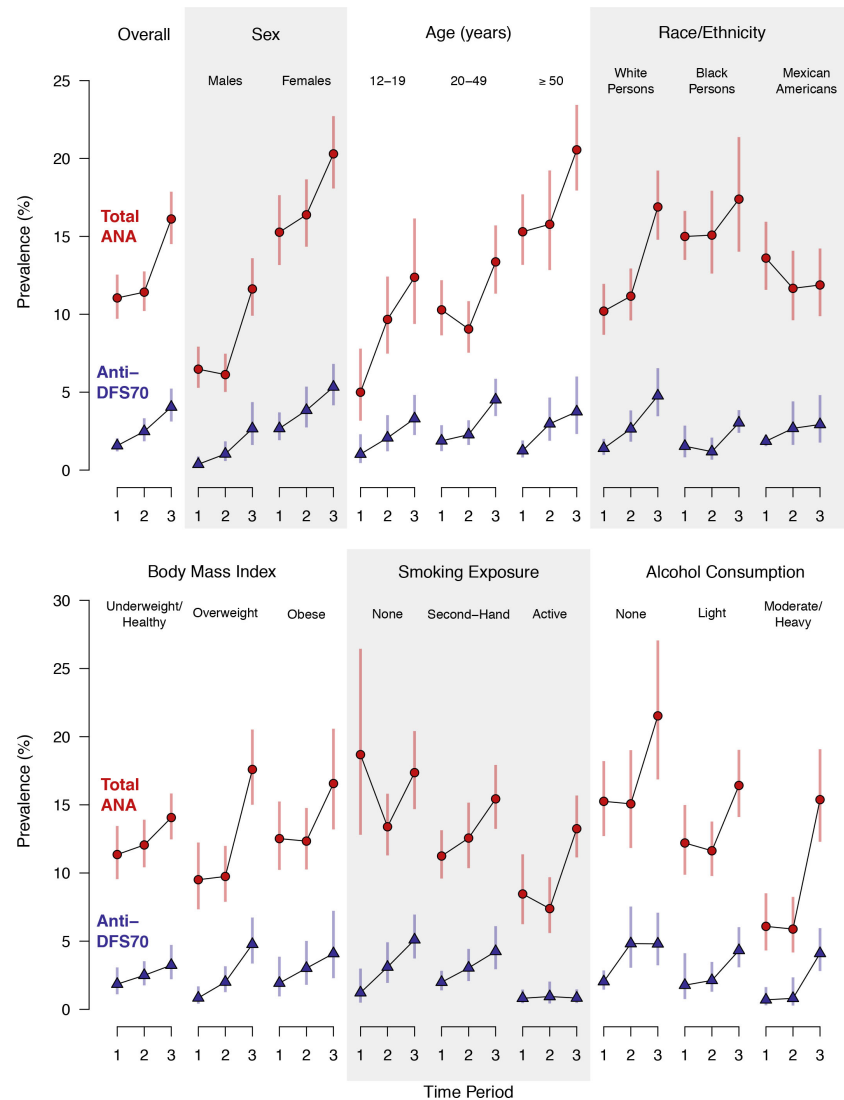 Overall Sex Age (years) Race/Ethnicity
Males Females 12–19 20–49 ≥ 50 White Persons Black Persons Mexican Americans
25
20
15
10
5
0
Prevalence (%)
Total
ANA
Anti–
DFS70
1 2 3 1 2 3 1 2 3 1 2 3 1 2 3 1 2 3 1 2 3 1 2 3 1 2 3
Body Mass Index Smoking Exposure Alcohol Consumption
Underweight/ Healthy Overweight Obese None Second–Hand Active None Light Moderate/ Heavy
30
25
20
15
10
5
0
Prevalence (%)
Total
ANA
Anti–
DFS70
1 2 3 1 2 3 1 2 3 1 2 3 1 2 3 1 2 3 1 2 3 1 2 3 1 2 3
Time Period